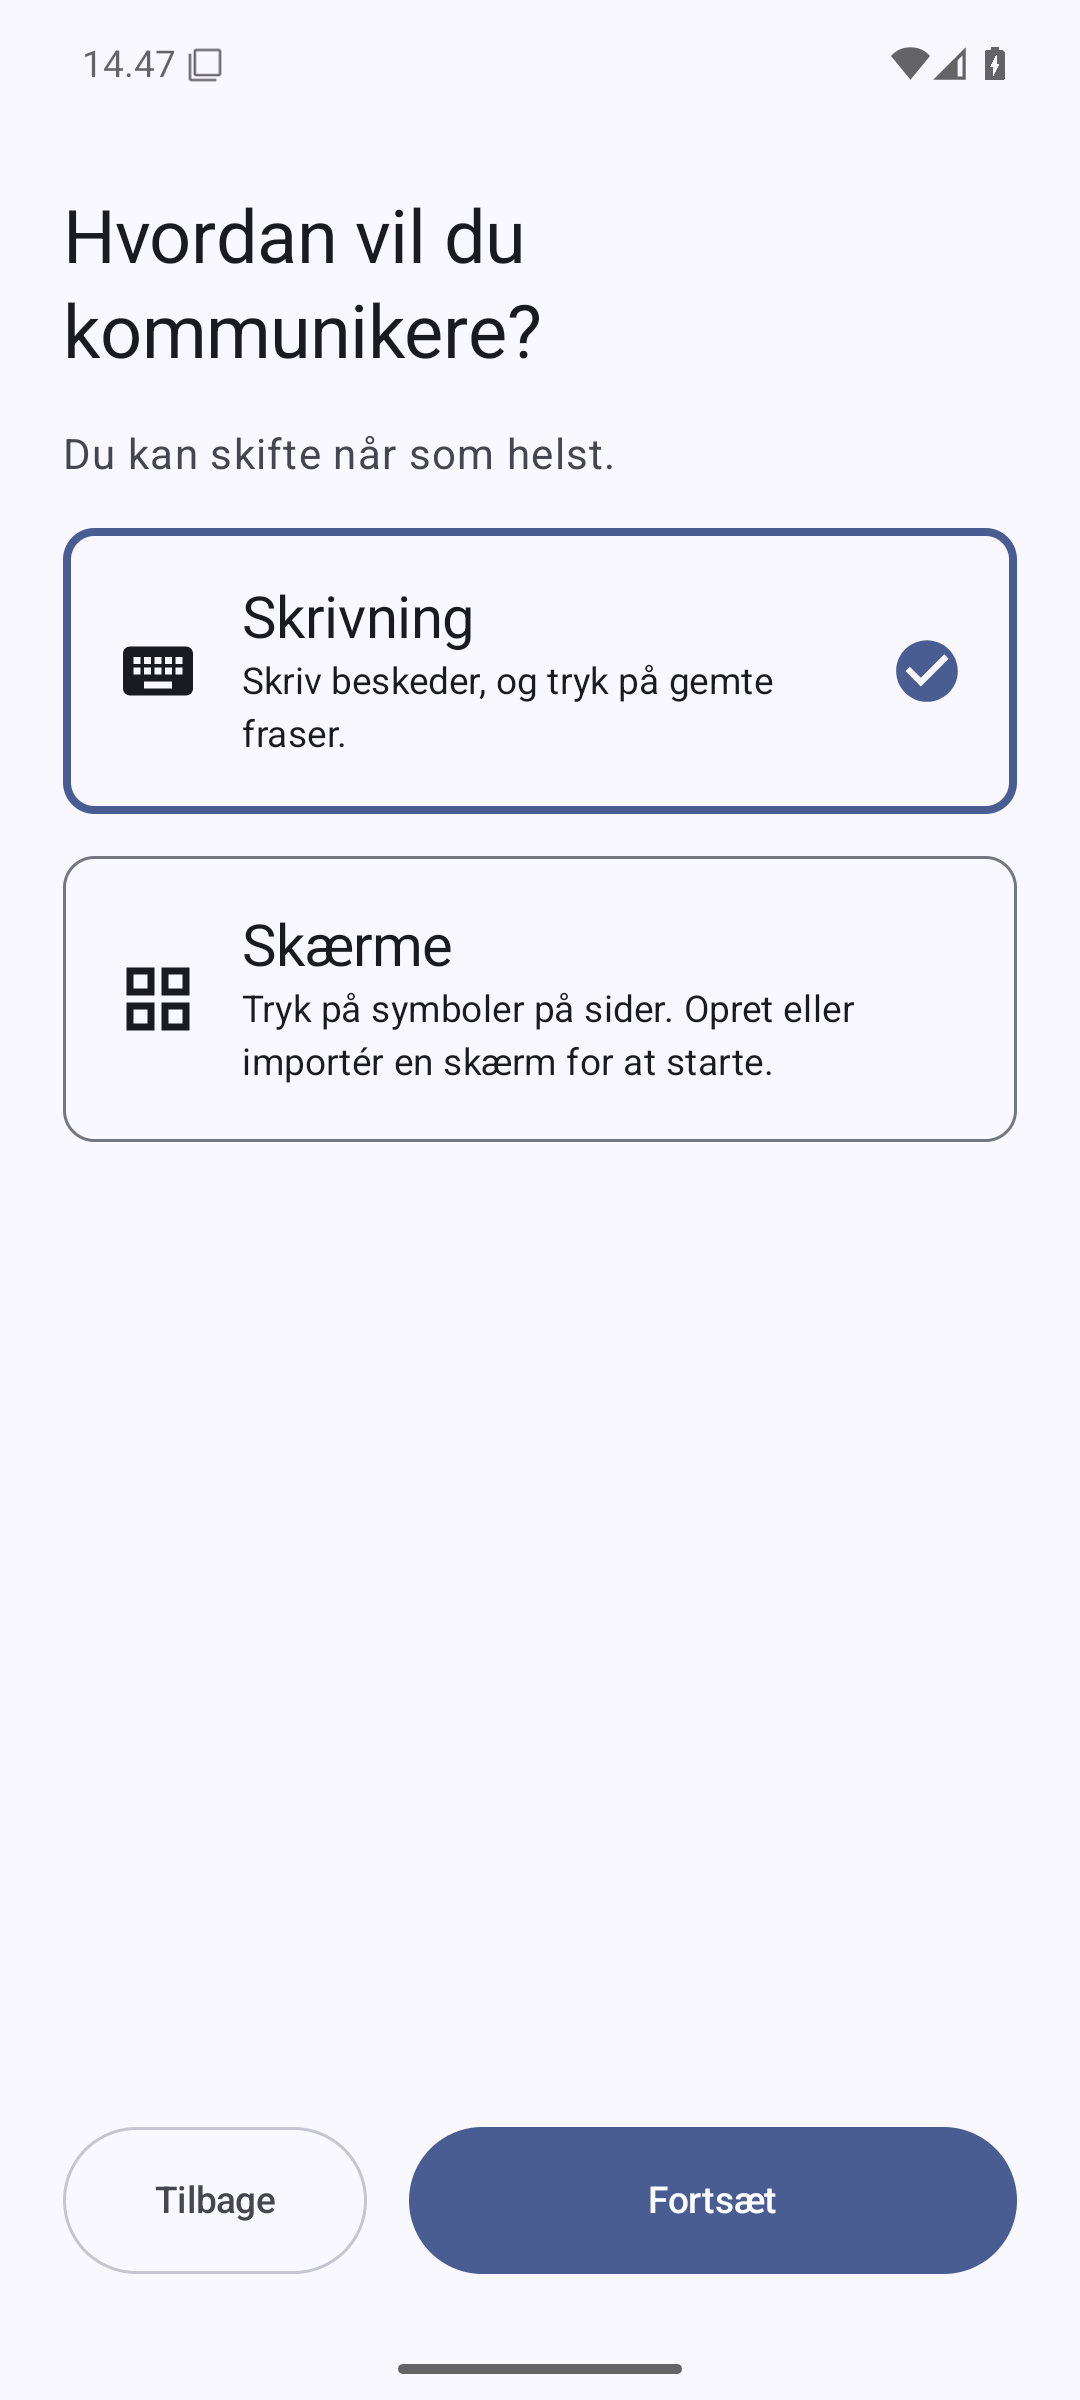 14.47
Hvordan vil du
kommunikere?
Du kan skifte når som helst.
Skrivning
Skriv beskeder, og tryk på gemte
fraser.
Skærme
Tryk på symboler på sider. Opret eller
importér en skærm for at starte.
Tilbage
Fortsæt